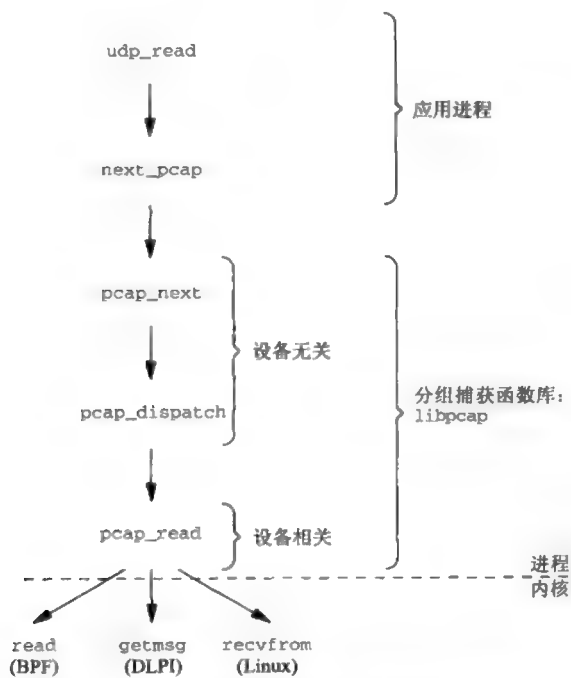 udp_read
应用进程
next_pcap
pcap_next
设备无关
pcap_dispatch
分组捕获函数库：
libpcap
pcap_read
设备相关
进程
内核
read
(BPF)
getmsg
(DLPI)
recvfrom
(Linux)